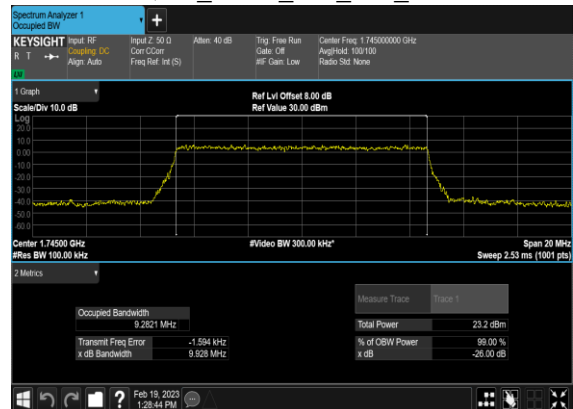 Spectrum Analyzer 1
Occupied BW
+
KEYSIGHT Input: RF Input Z: 50 Ω Atten: 40 dB Trig: Free Run Center Freq: 1.745000000 GHz
R T Coupling: DC Corr CCorr Gate: Off Avg|Hold: 100/100
Align: Auto Freq Ref: Int (S) #IF Gain: Low Radio Std: None
1 Graph
Ref Lvl Offset 8.00 dB
Scale/Div 10.0 dB Ref Value 30.00 dBm
Log
20.0
10.0
0.00
-10.0
-20.0
-30.0
-40.0
-50.0
-60.0
Center 1.74500 GHz #Video BW 300.00 kHz* Span 20 MHz
#Res BW 100.00 kHz Sweep 2.53 ms (1001 pts)
2 Metrics
Measure Trace Trace 1
Occupied Bandwidth
9.2821 MHz Total Power 23.2 dBm
Transmit Freq Error -1.594 kHz % of OBW Power 99.00 %
x dB Bandwidth 9.928 MHz x dB -26.00 dB
? Feb 19, 2023
1:28:44 PM